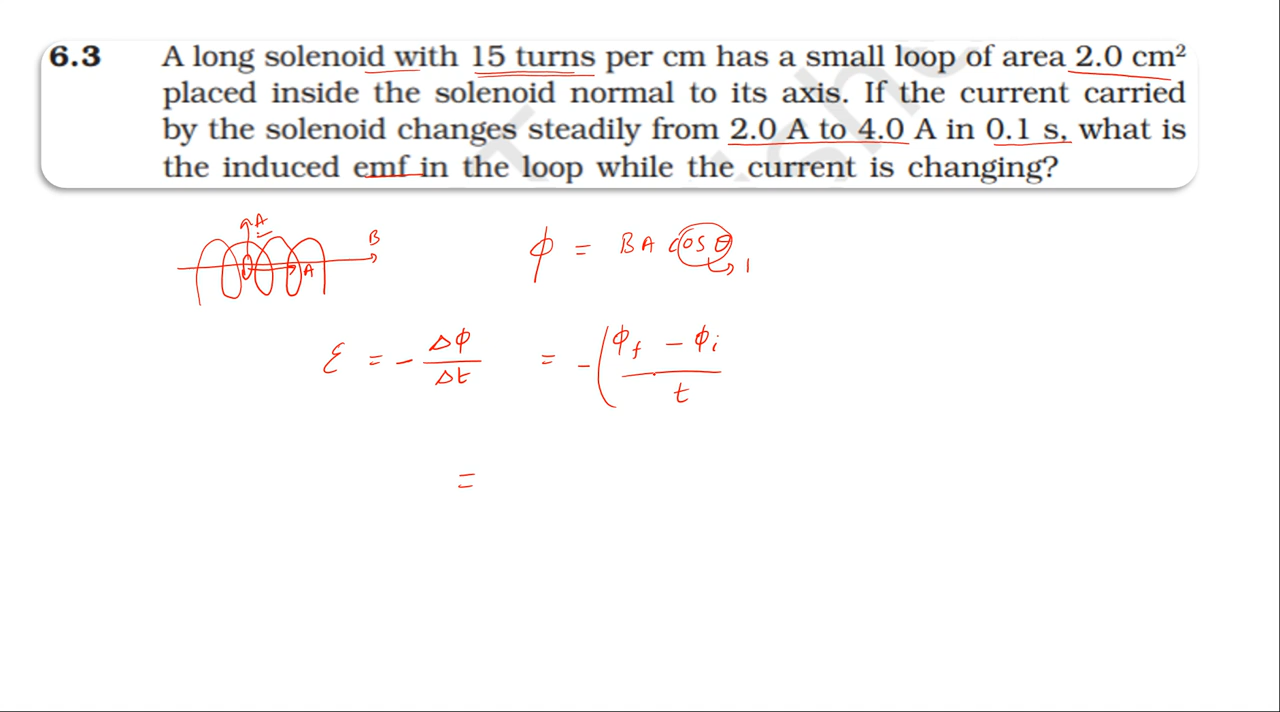 6.3 A long solenoid with 15 turns per cm has a small loop of area 2.0 cm²
placed inside the solenoid normal to its axis. If the current carried
by the solenoid changes steadily from 2.0 A to 4.0 A in 0.1 s, what is
the induced emf in the loop while the current is changing?
A B
A
ϕ = BA cos θ
1
ε = - Δϕ/Δt = - (ϕf - ϕi / t
=